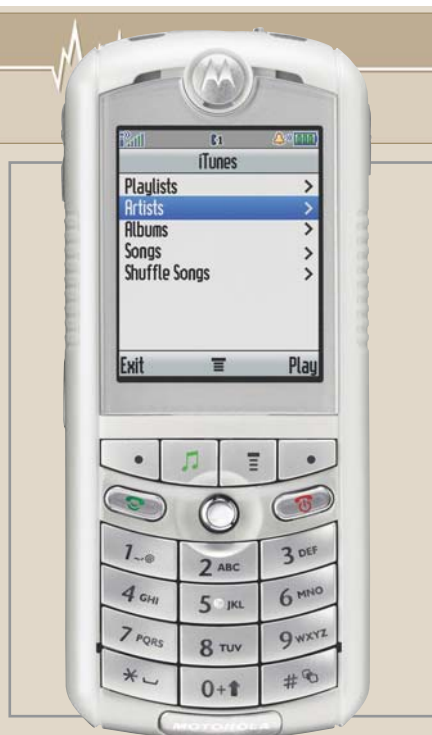 iTunes
Playlists >
Artists >
Albums >
Songs >
Shuffle Songs >
Exit Play
1
2 ABC
3 DEF
4 GHI
5 JKL
6 MNO
7 PQRS
8 TUV
9 WXYZ
*
0+
#
MOTOROLA